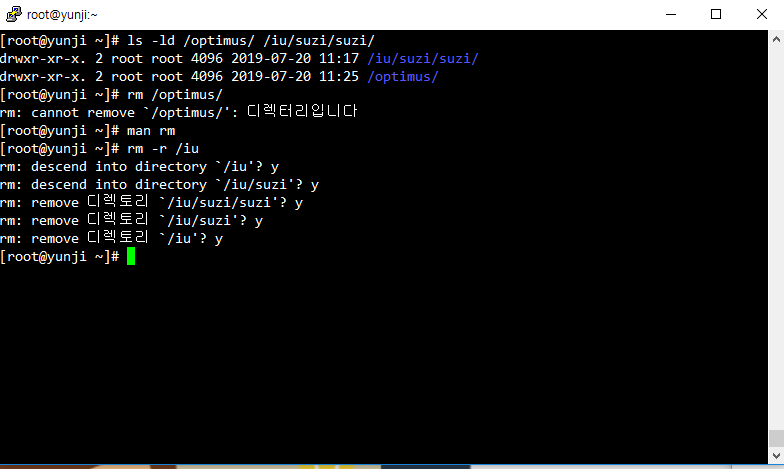 root@yunji:~
[root@yunji ~]# ls -ld /optimus/ /iu/suzi/suzi/
drwxr-xr-x. 2 root root 4096 2019-07-20 11:17 /iu/suzi/suzi/
drwxr-xr-x. 2 root root 4096 2019-07-20 11:25 /optimus/
[root@yunji ~]# rm /optimus/
rm: cannot remove `/optimus/': 디렉터리입니다
[root@yunji ~]# man rm
[root@yunji ~]# rm -r /iu
rm: descend into directory `/iu'? y
rm: descend into directory `/iu/suzi'? y
rm: remove 디렉토리 `/iu/suzi/suzi'? y
rm: remove 디렉토리 `/iu/suzi'? y
rm: remove 디렉토리 `/iu'? y
[root@yunji ~]#